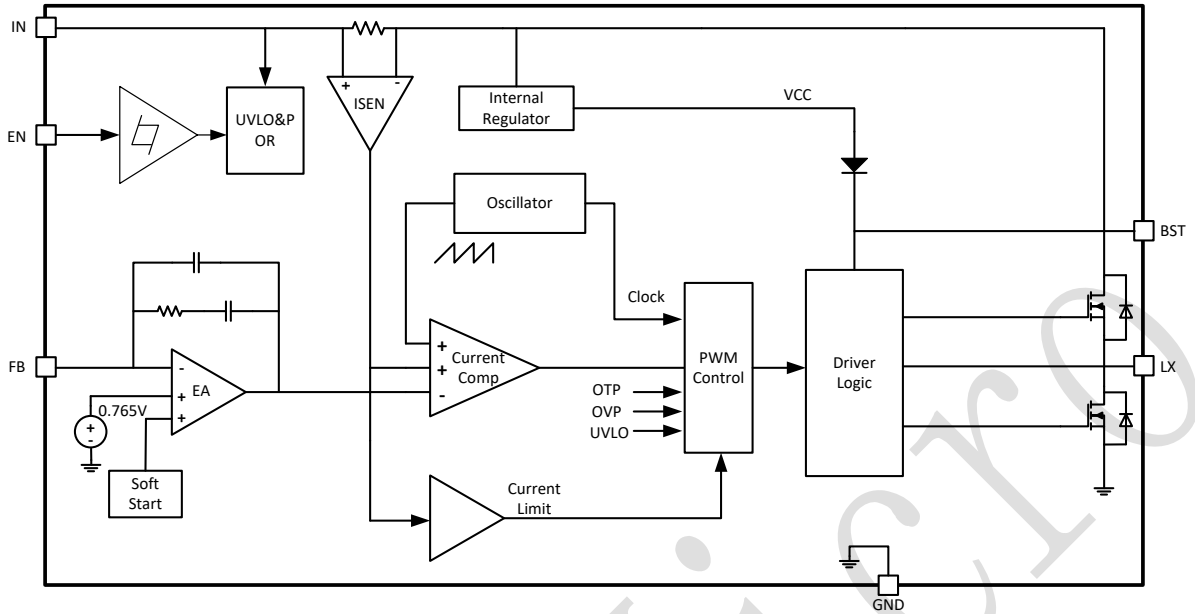 IN
+
-
ISEN
Internal
Regulator
VCC
UVLO&P
OR
EN
Oscillator
BST
Clock
FB
-
EA
+
+
0.765V
+
-
Soft
Start
+
+
-
Current
Comp
PWM
Control
Driver
Logic
LX
OTP
OVP
UVLO
Current
Limit
GND
icro